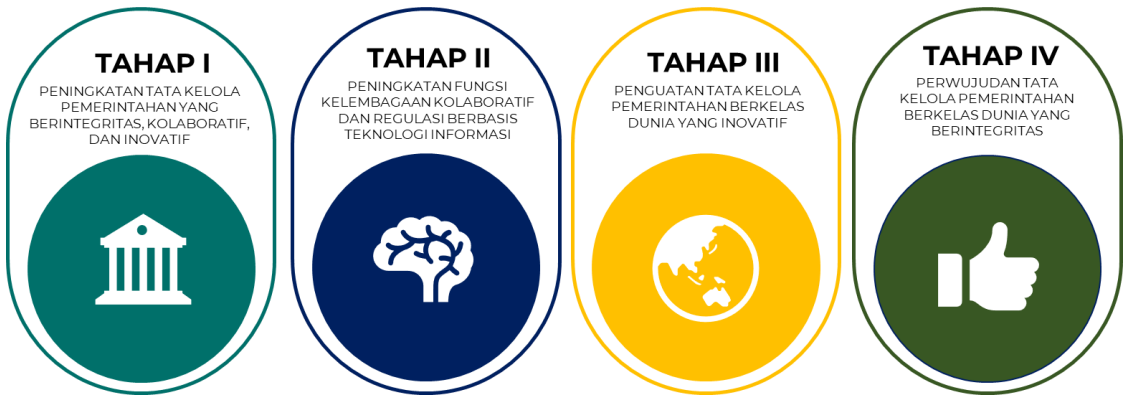 TAHAP I
PENINGKATAN TATA KELOLA
PEMERINTAHAN YANG
BERINTEGRITAS, KOLABORATIF,
DAN INOVATIF
TAHAP II
PENINGKATAN FUNGSI
KELEMBAGAAN KOLABORATIF
DAN REGULASI BERBASIS
TEKNOLOGI INFORMASI
TAHAP III
PENGUATAN TATA KELOLA
PEMERINTAHAN BERKELAS
DUNIA YANG INOVATIF
TAHAP IV
PERWUJUDAN TATA
KELOLA PEMERINTAHAN
BERKELAS DUNIA YANG
BERINTEGRITAS